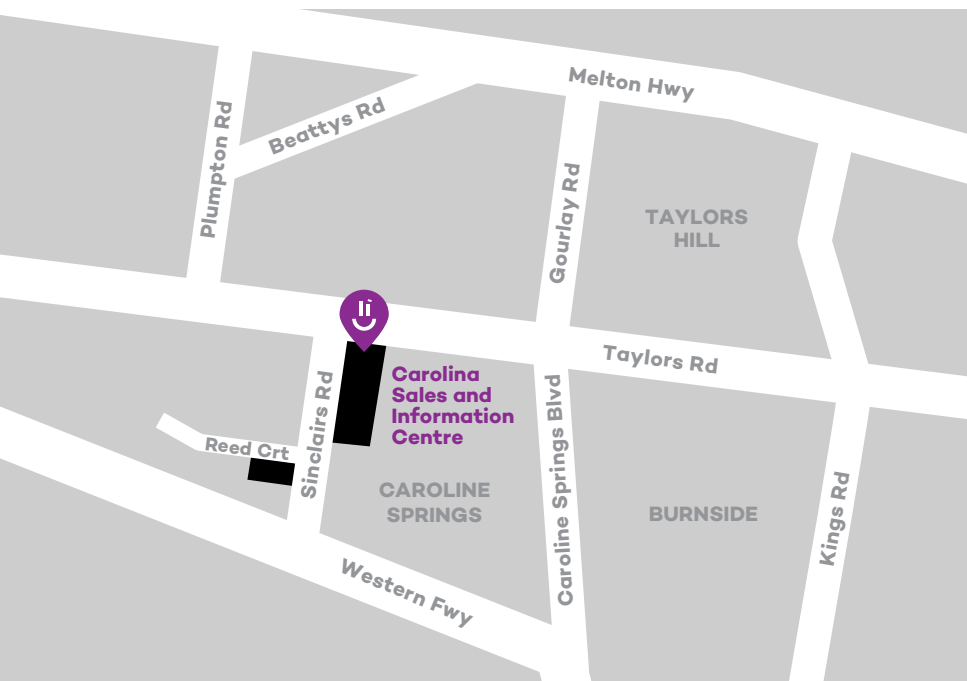 Melton Hwy
Plumpton Rd
Beattys Rd
Gourlay Rd
TAYLORS
HILL
Taylors Rd
Carolina
Sales and
Information
Centre
Sinclairs Rd
Caroline Springs Blvd
Reed Crt
CAROLINE
SPRINGS
BURNSIDE
Kings Rd
Western Fwy